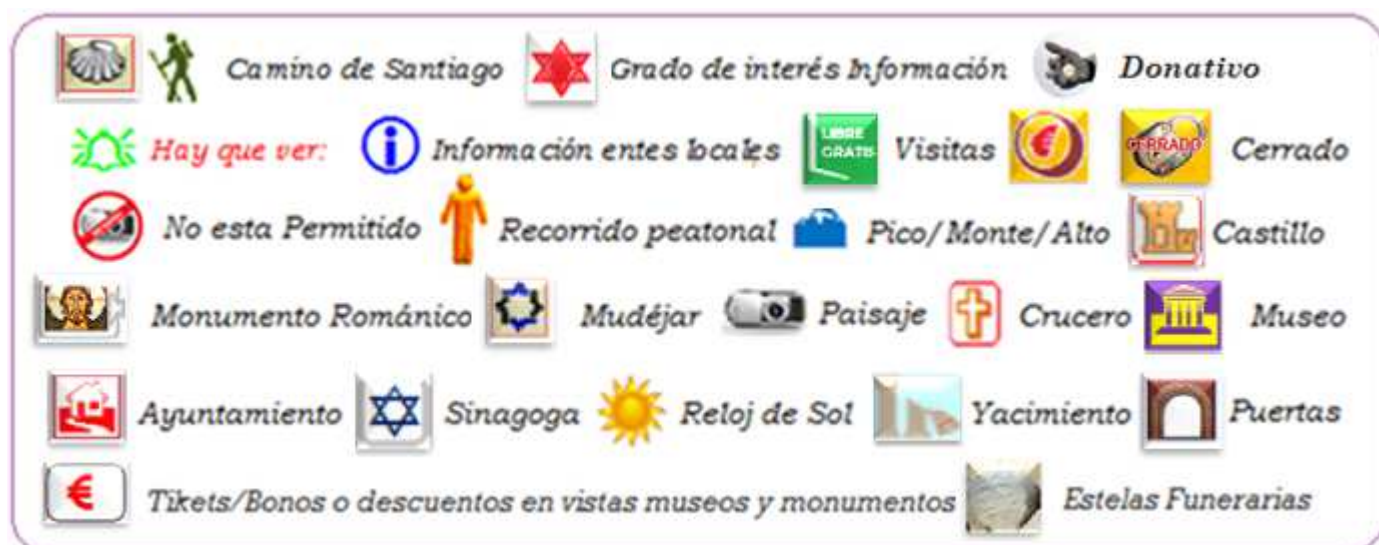 Camino de Santiago Grado de interés Información Donativo
Hay que ver: i Información entes locales LIBRE GRATIS Visitas € CERRADO Cerrado
No esta Permitido Recorrido peatonal Pico/Monte/Alto Castillo
Monumento Románico Mudéjar Paisaje Crucero Museo
Ayuntamiento Sinagoga Reloj de Sol Yacimiento Puertas
€ Tikets/Bonos o descuentos en vistas museos y monumentos Estelas Funerarias